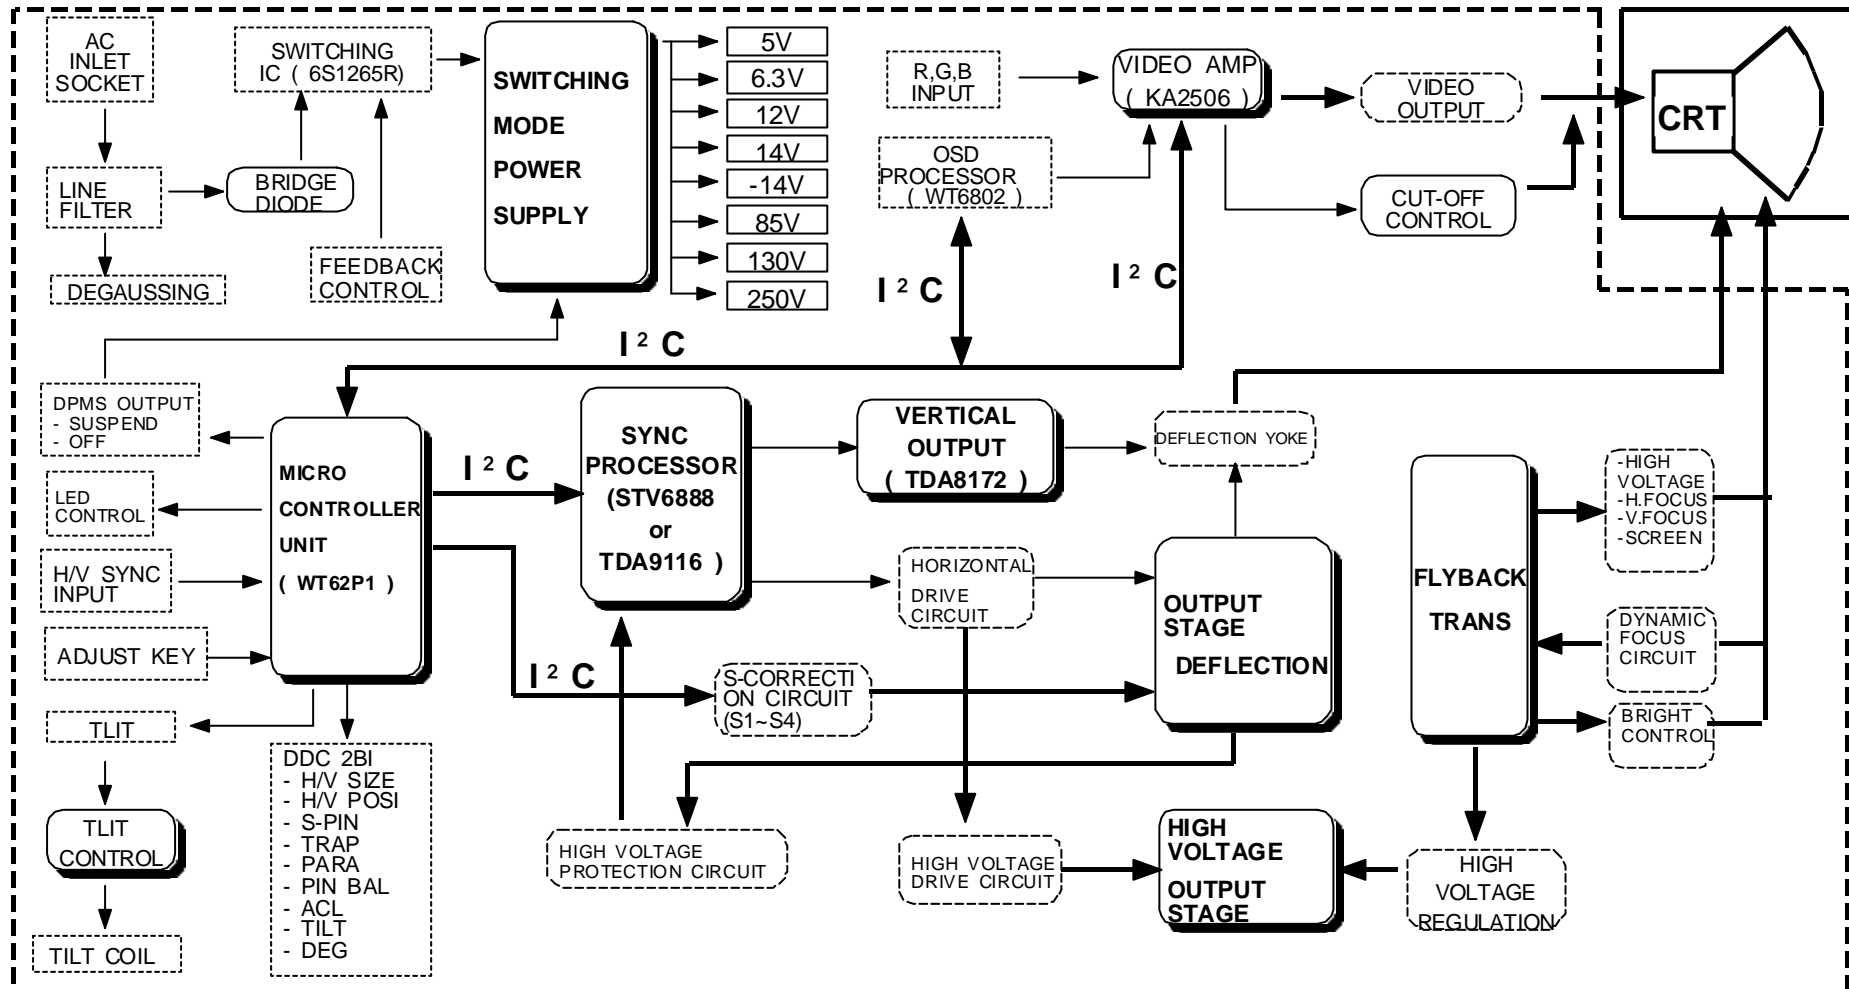 AC
INLET
SOCKET
SWITCHING
IC ( 6S1265R)
SWITCHING
MODE
POWER
SUPPLY
5V
6.3V
12V
14V
-14V
85V
130V
250V
R,G,B
INPUT
VIDEO AMP
( KA2506 )
VIDEO
OUTPUT
CRT
LINE
FILTER
BRIDGE
DIODE
OSD
PROCESSOR
( WT6802 )
CUT-OFF
CONTROL
DEGAUSSING
FEEDBACK
CONTROL
I ² C
I ² C
I ² C
DPMS OUTPUT
- SUSPEND
- OFF
MICRO
CONTROLLER
UNIT
( WT62P1 )
I ² C
SYNC
PROCESSOR
(STV6888
or
TDA9116 )
VERTICAL
OUTPUT
( TDA8172 )
DEFLECTION YOKE
LED
CONTROL
H/V SYNC
INPUT
ADJUST KEY
HORIZONTAL
DRIVE
CIRCUIT
OUTPUT
STAGE
DEFLECTION
FLYBACK
TRANS
-HIGH
VOLTAGE
-H.FOCUS
-V.FOCUS
-SCREEN
DYNAMIC
FOCUS
CIRCUIT
BRIGHT
CONTROL
I ² C
S-CORRECTI
ON CIRCUIT
(S1~S4)
TLIT
TLIT
CONTROL
TILT COIL
DDC 2BI
- H/V SIZE
- H/V POSI
- S-PIN
- TRAP
- PARA
- PIN BAL
- ACL
- TILT
- DEG
HIGH VOLTAGE
PROTECTION CIRCUIT
HIGH VOLTAGE
DRIVE CIRCUIT
HIGH
VOLTAGE
OUTPUT
STAGE
HIGH
VOLTAGE
REGULATION